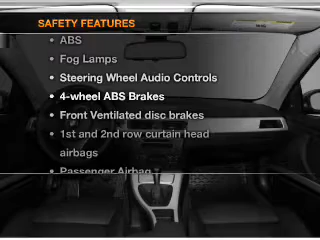 SAFETY FEATURES
• ABS
• Fog Lamps
• Steering Wheel Audio Controls
• 4-wheel ABS Brakes
• Front Ventilated disc brakes
• 1st and 2nd row curtain head
airbags
• Passenger Airbag